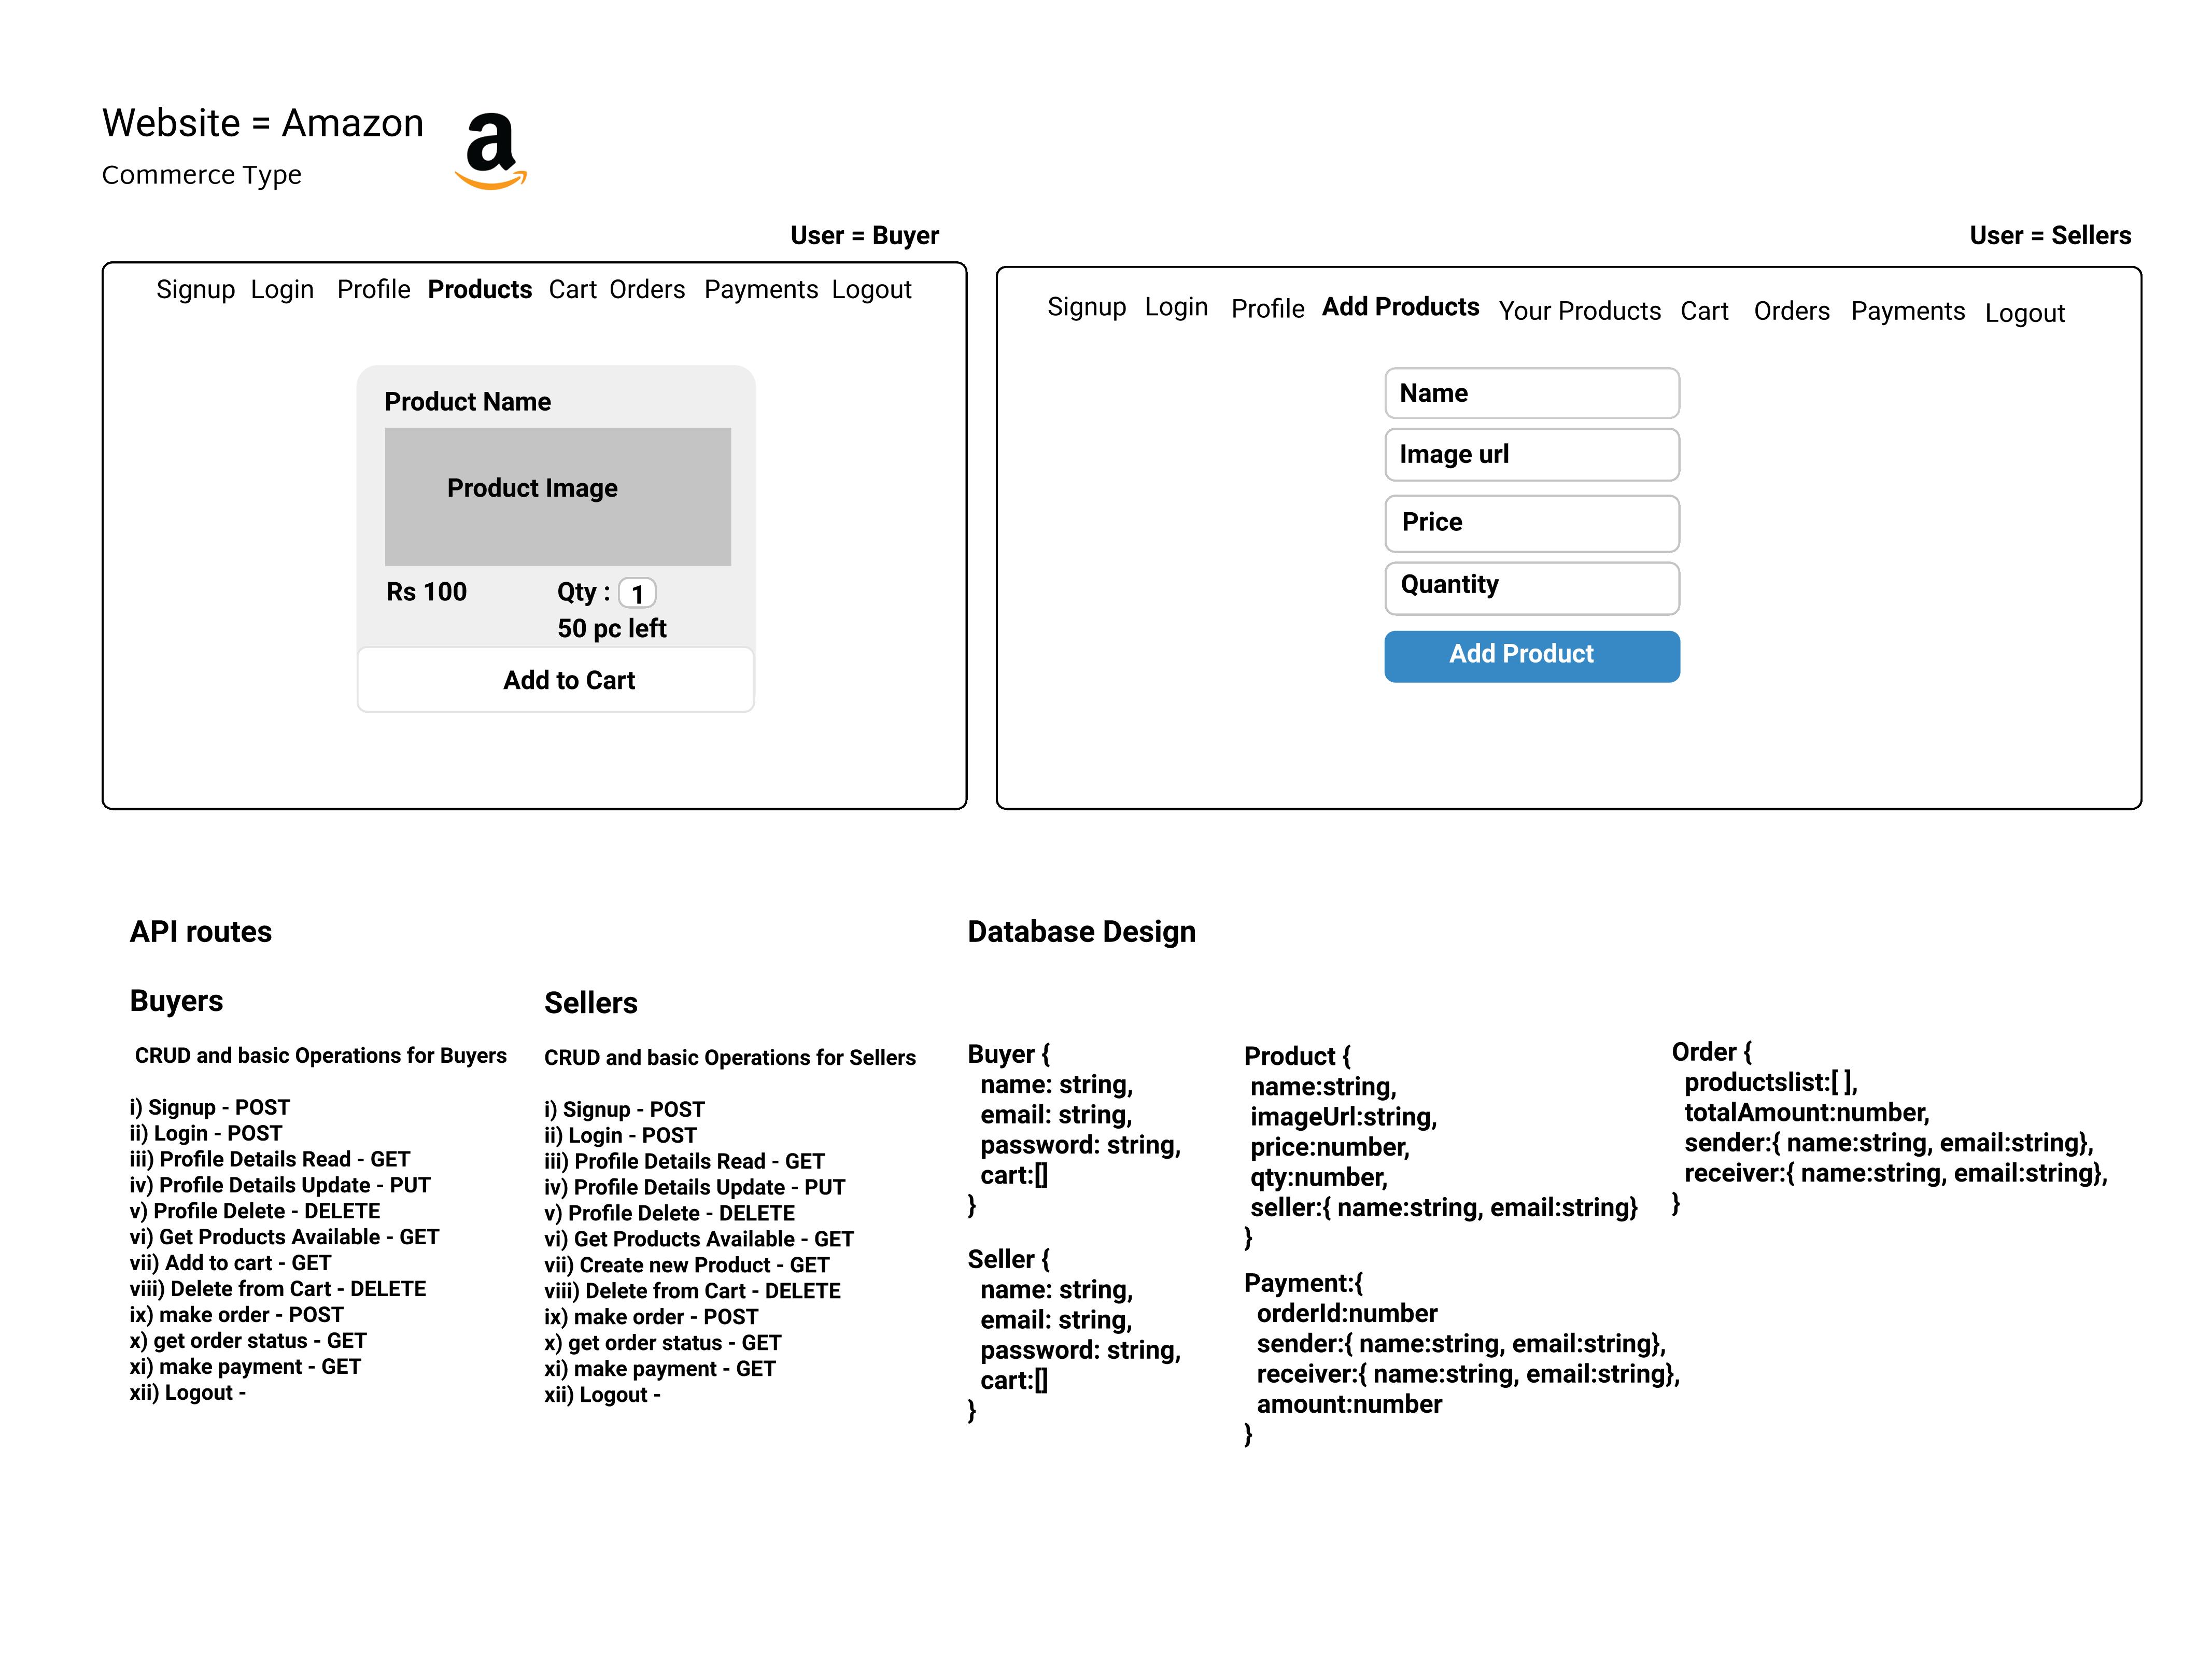 Website = Amazon
Commerce Type
a
User = Buyer
Signup Login Profile Products Cart Orders Payments Logout
Product Name
Product Image
Rs 100 Qty : 1
50 pc left
Add to Cart
User = Sellers
Signup Login Profile Add Products Your Products Cart Orders Payments Logout
Name
Image url
Price
Quantity
Add Product
API routes
Buyers
CRUD and basic Operations for Buyers
i) Signup - POST
ii) Login - POST
iii) Profile Details Read - GET
iv) Profile Details Update - PUT
v) Profile Delete - DELETE
vi) Get Products Available - GET
vii) Add to cart - GET
viii) Delete from Cart - DELETE
ix) make order - POST
x) get order status - GET
xi) make payment - GET
xii) Logout -
Sellers
CRUD and basic Operations for Sellers
i) Signup - POST
ii) Login - POST
iii) Profile Details Read - GET
iv) Profile Details Update - PUT
v) Profile Delete - DELETE
vi) Get Products Available - GET
vii) Create new Product - GET
viii) Delete from Cart - DELETE
ix) make order - POST
x) get order status - GET
xi) make payment - GET
xii) Logout -
Database Design
Buyer {
name: string,
email: string,
password: string,
cart:[]
}
Seller {
name: string,
email: string,
password: string,
cart:[]
}
Product {
name:string,
imageUrl:string,
price:number,
qty:number,
seller:{ name:string, email:string}
}
Payment:{
orderId:number
sender:{ name:string, email:string},
receiver:{ name:string, email:string},
amount:number
}
Order {
productslist:[ ],
totalAmount:number,
sender:{ name:string, email:string},
receiver:{ name:string, email:string},
}